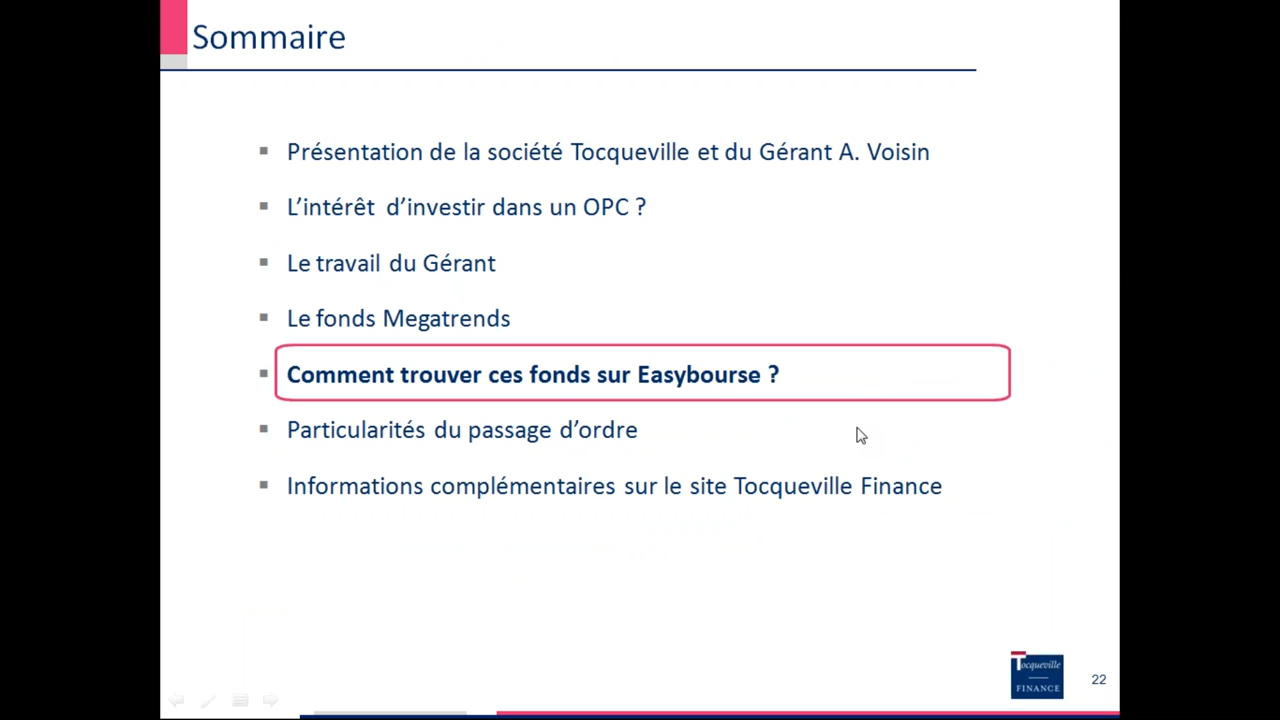 Sommaire
Présentation de la société Tocqueville et du Gérant A. Voisin
L’intérêt d’investir dans un OPC ?
Le travail du Gérant
Le fonds Megatrends
Comment trouver ces fonds sur Easybourse ?
Particularités du passage d’ordre
Informations complémentaires sur le site Tocqueville Finance
Tocqueville
FINANCE
22